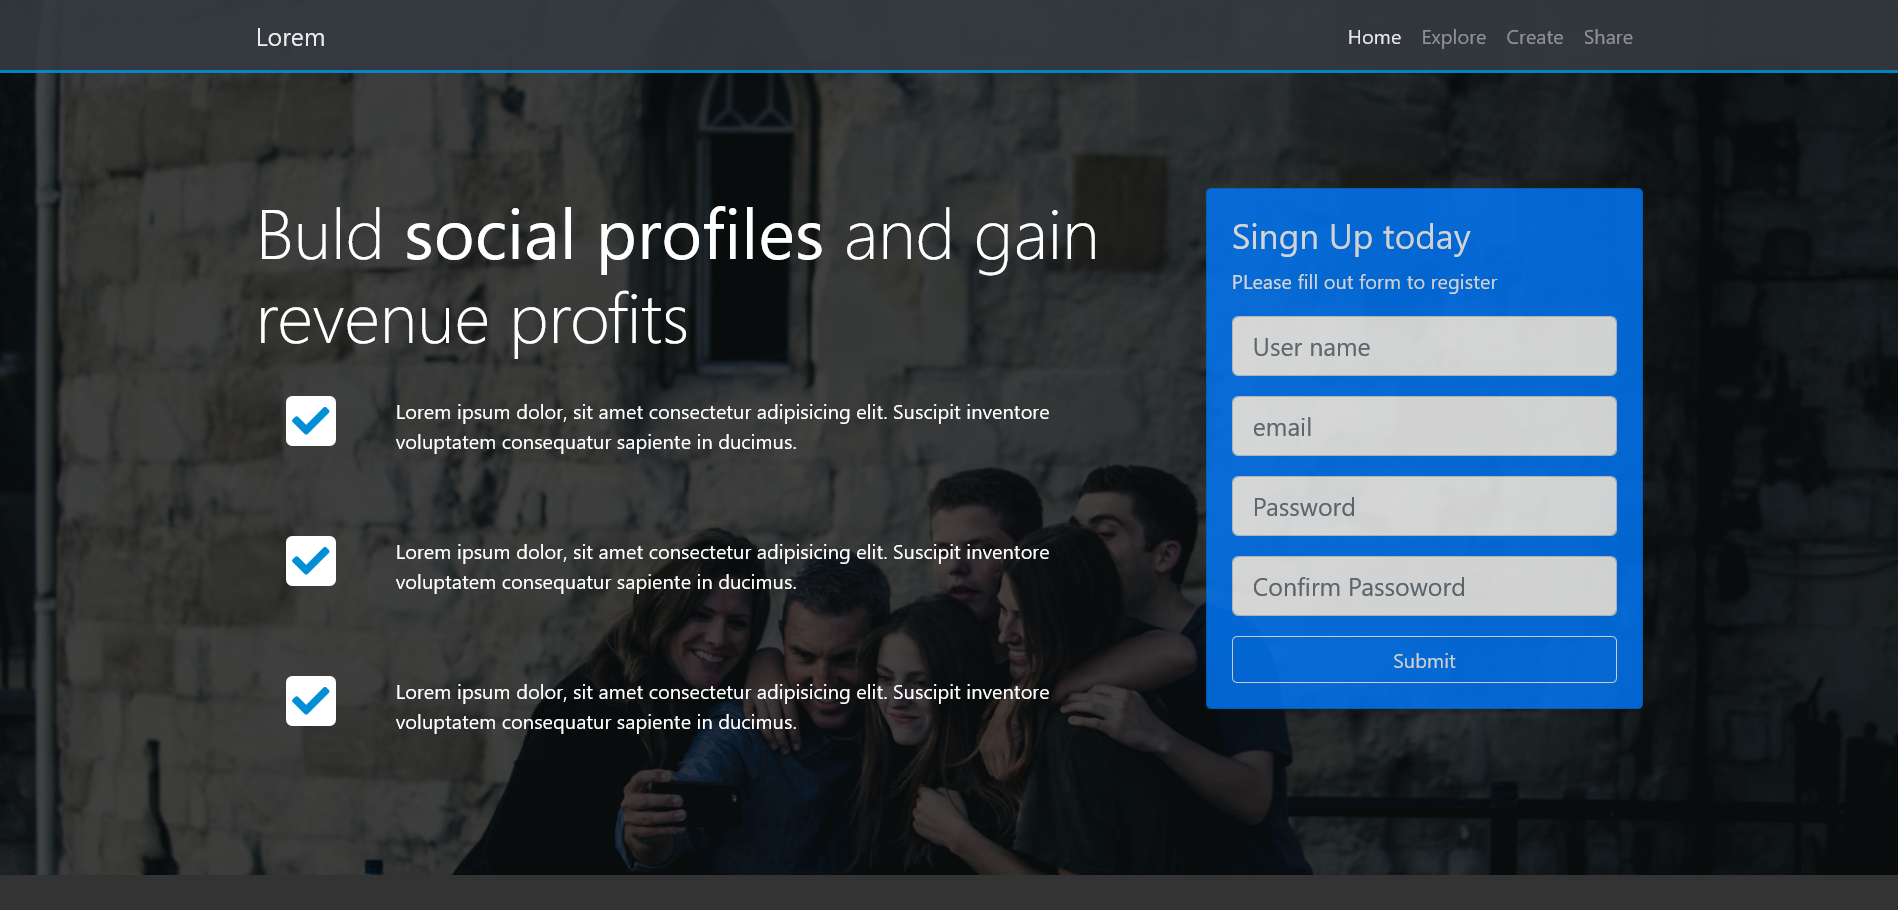 Lorem
Home Explore Create Share
Buld social profiles and gain
revenue profits
Lorem ipsum dolor, sit amet consectetur adipisicing elit. Suscipit inventore
voluptatem consequatur sapiente in ducimus.
Lorem ipsum dolor, sit amet consectetur adipisicing elit. Suscipit inventore
voluptatem consequatur sapiente in ducimus.
Lorem ipsum dolor, sit amet consectetur adipisicing elit. Suscipit inventore
voluptatem consequatur sapiente in ducimus.
Singn Up today
PLease fill out form to register
User name
email
Password
Confirm Passoword
Submit